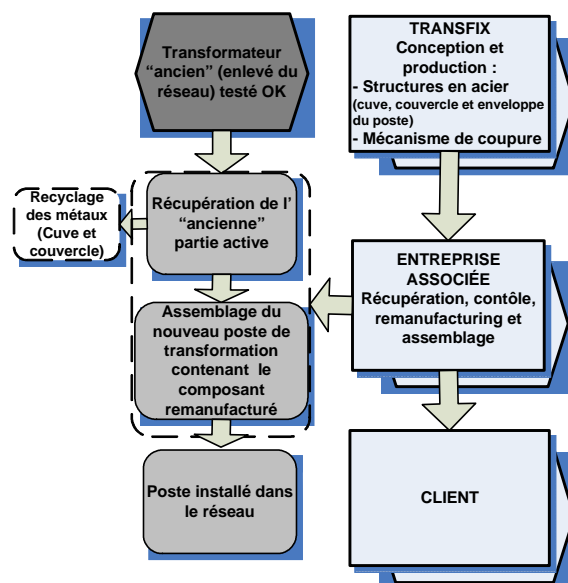 Transformateur
“ancien” (enlevé du
réseau) testé OK
Recyclage
des métaux
(Cuve et
couvercle)
Récupération de l’
“ancienne”
partie active
Assemblage du
nouveau poste de
transformation
contenant le
composant
remanufacturé
Poste installé dans
le réseau
TRANSFIX
Conception et
production :
- Structures en acier
(cuve, couvercle et enveloppe
du poste)
- Mécanisme de coupure
ENTREPRISE
ASSOCIÉE
Récupération, contôle,
remanufacturing et
assemblage
CLIENT